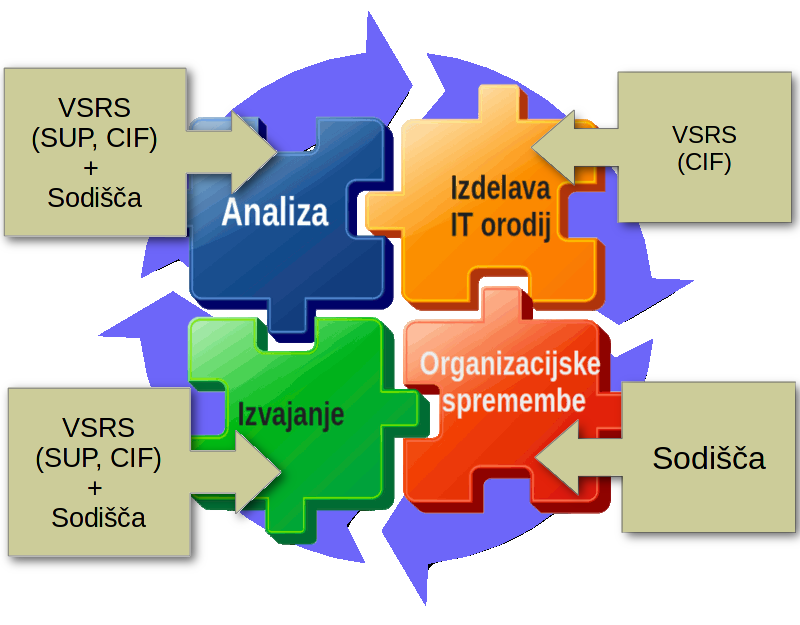 VSRS
(SUP, CIF)
+
Sodišča
Analiza
Izdelava
IT orodij
VSRS
(CIF)
VSRS
(SUP, CIF)
+
Sodišča
Izvajanje
Organizacijske
spremembe
Sodišča